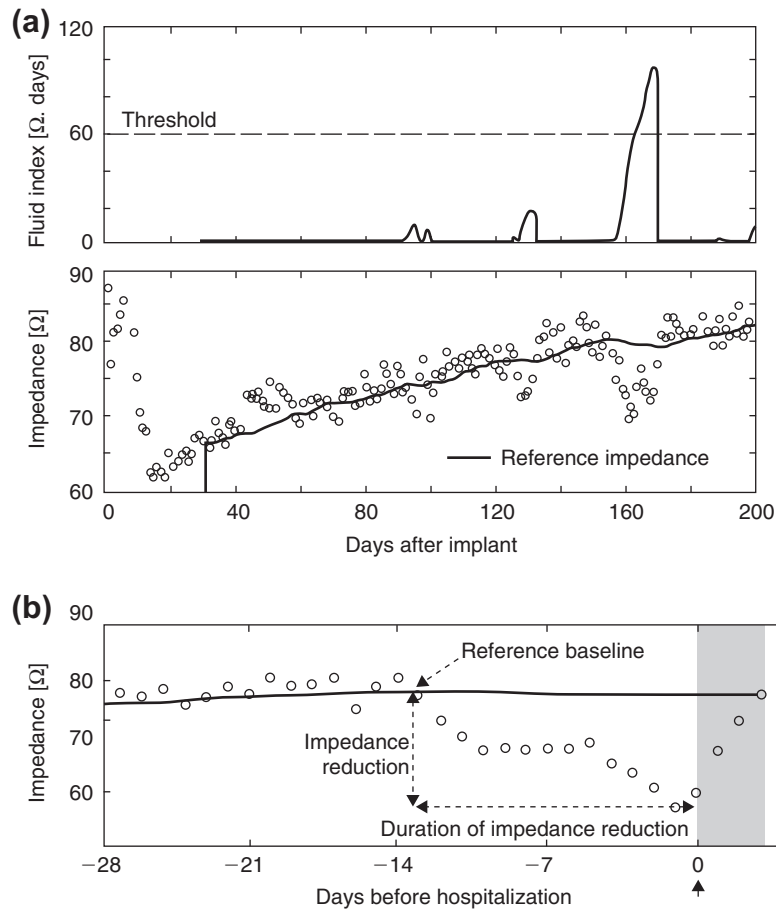 (a)
120
60
0
Fluid index [Ω. days]
Threshold
90
80
70
60
Impedance [Ω]
Reference impedance
0 40 80 120 160 200
Days after implant
(b)
90
80
70
60
Impedance [Ω]
Reference baseline
Impedance
reduction
Duration of impedance reduction
−28 −21 −14 −7 0
Days before hospitalization